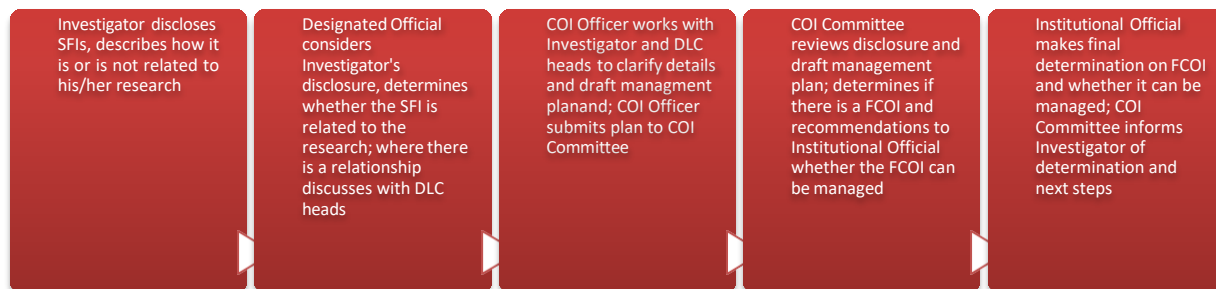 Investigator discloses
SFIs, describes how it
is or is not related to
his/her research
Designated Official
considers
Investigator's
disclosure, determines
whether the SFI is
related to the
research; where there
is a relationship
discusses with DLC
heads
COI Officer works with
Investigator and DLC
heads to clarify details
and draft managment
planand; COI Officer
submits plan to COI
Committee
COI Committee
reviews disclosure and
draft management
plan; determines if
there is a FCOI and
recommendations to
Institutional Official
whether the FCOI can
be managed
Institutional Official
makes final
determination on FCOI
and whether it can be
managed; COI
Committee informs
Investigator of
determination and
next steps